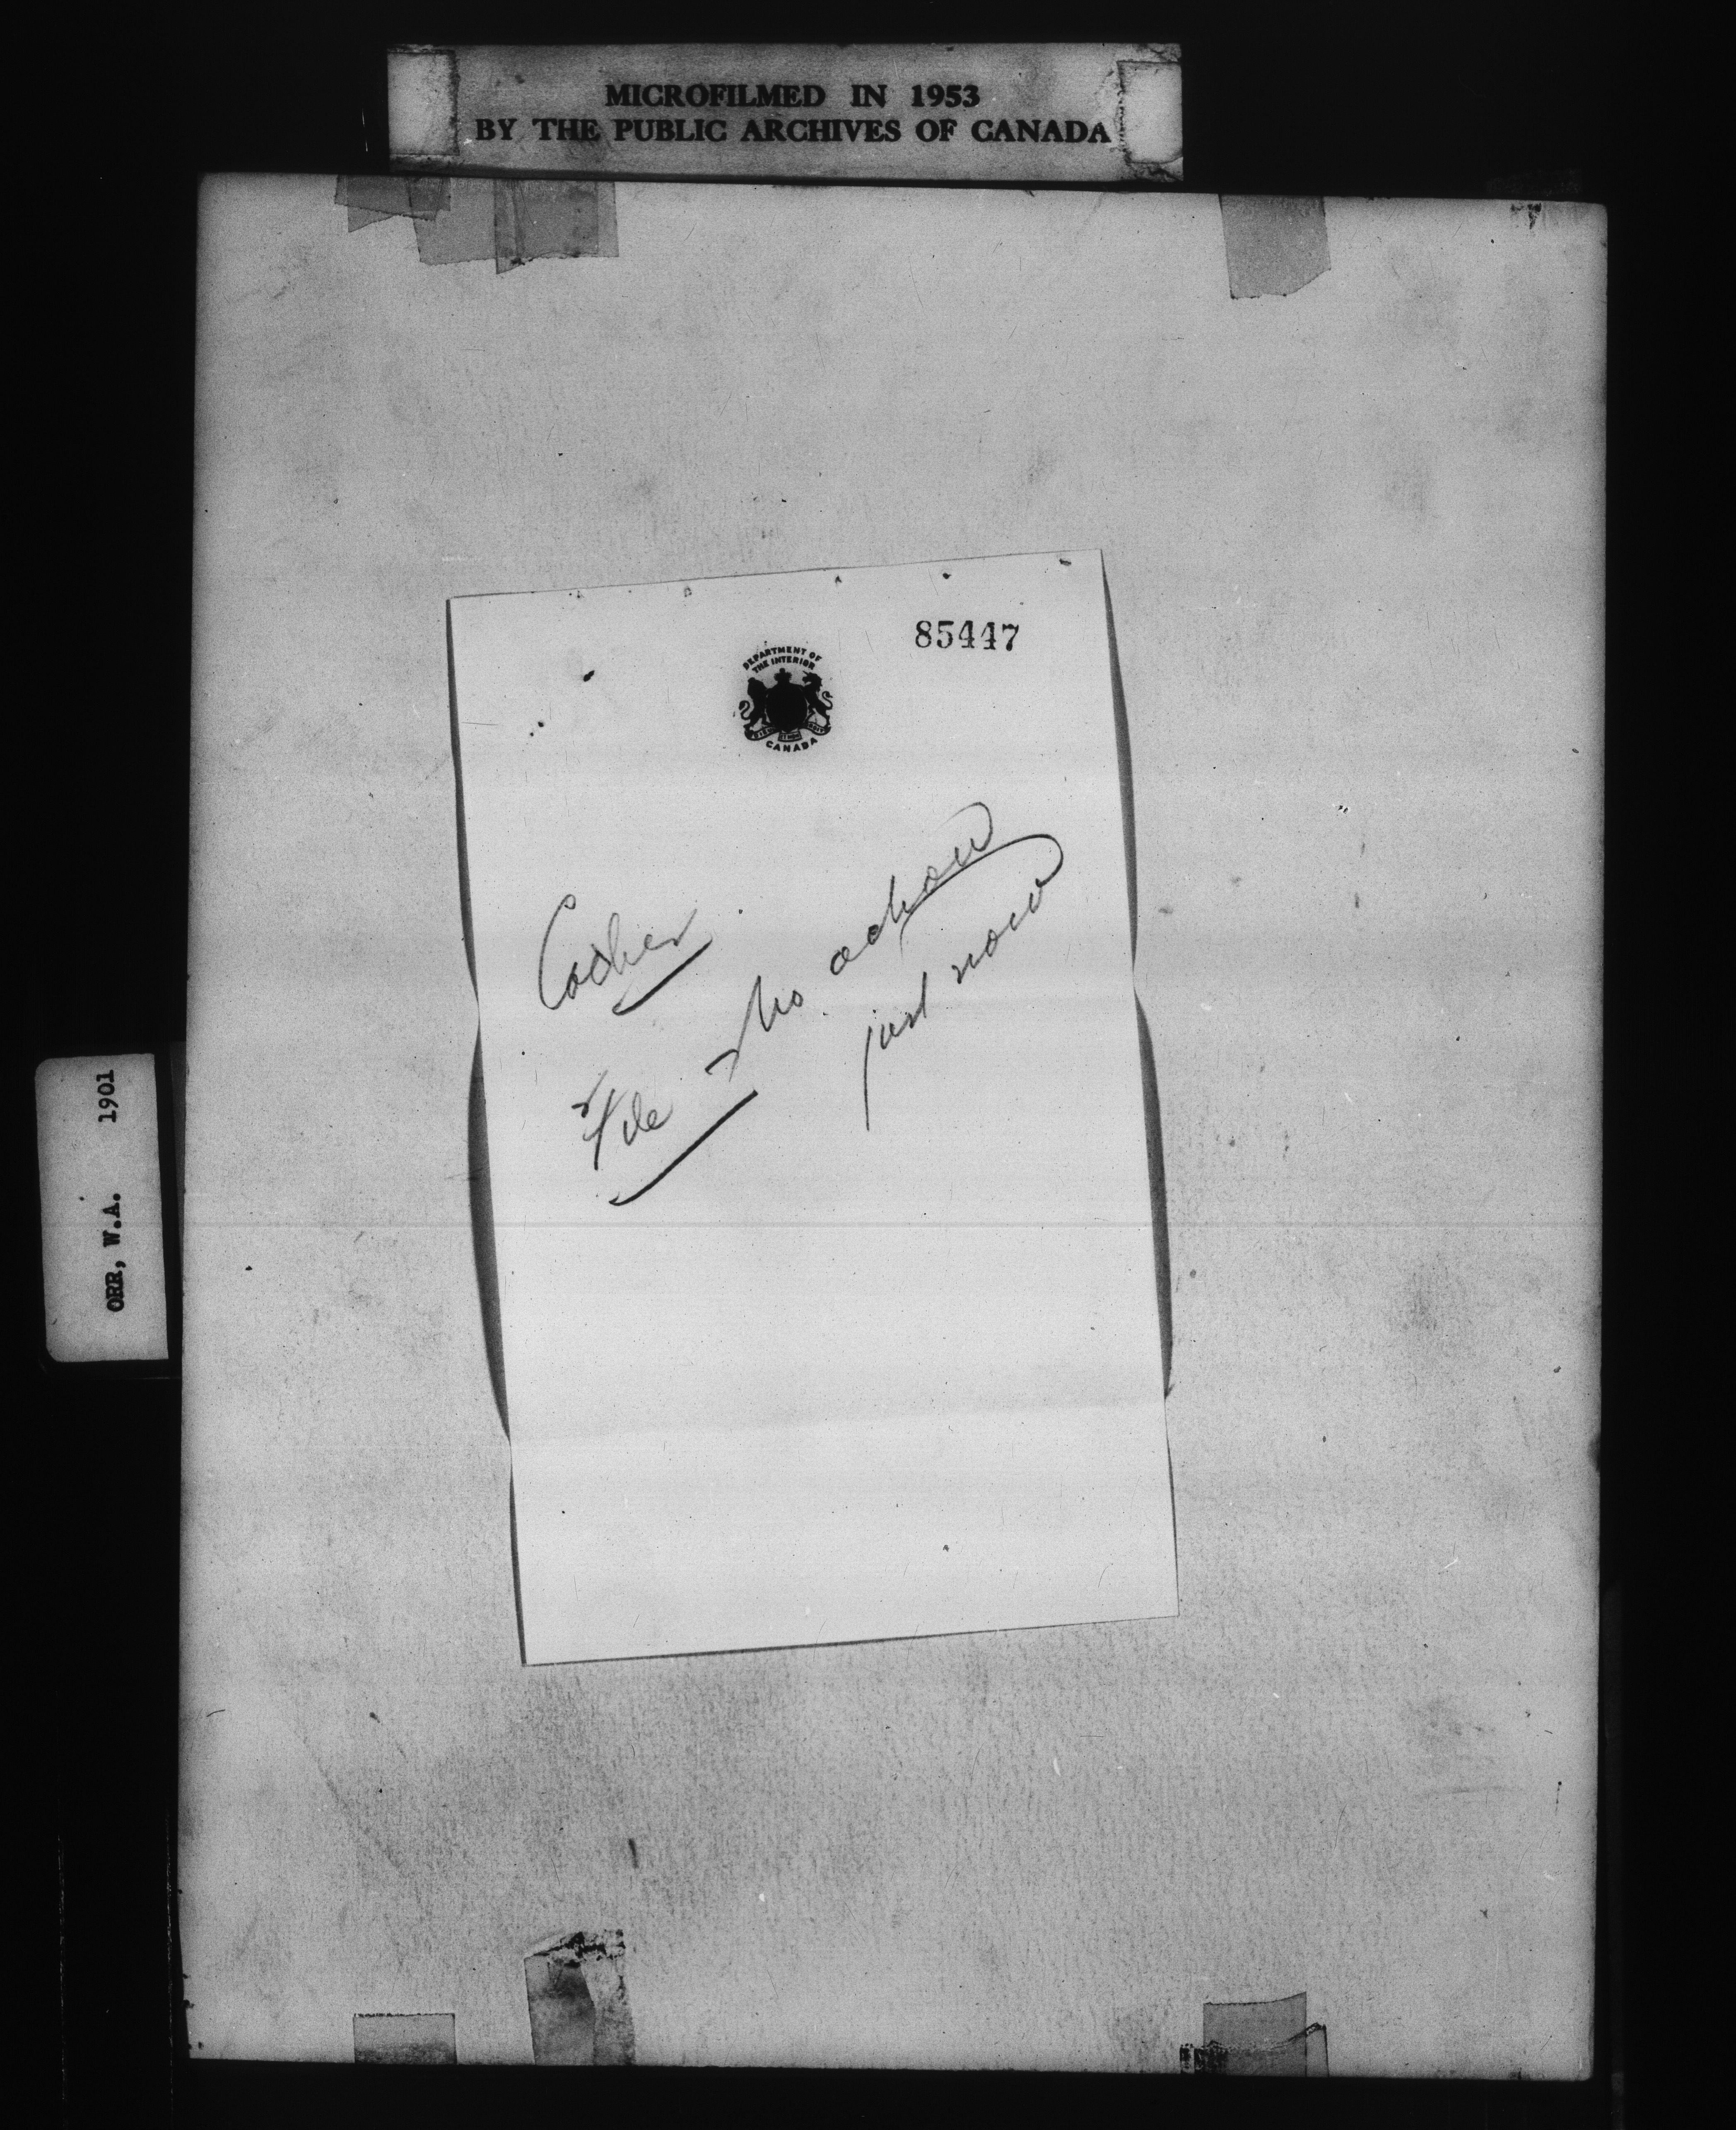 MICROFILMED IN 1953
BY THE PUBLIC ARCHIVES OF CANADA
85447
DEPARTMENT OF
THE INTERIOR
CANADA
File No action
just now
ORR, W.A. 1901